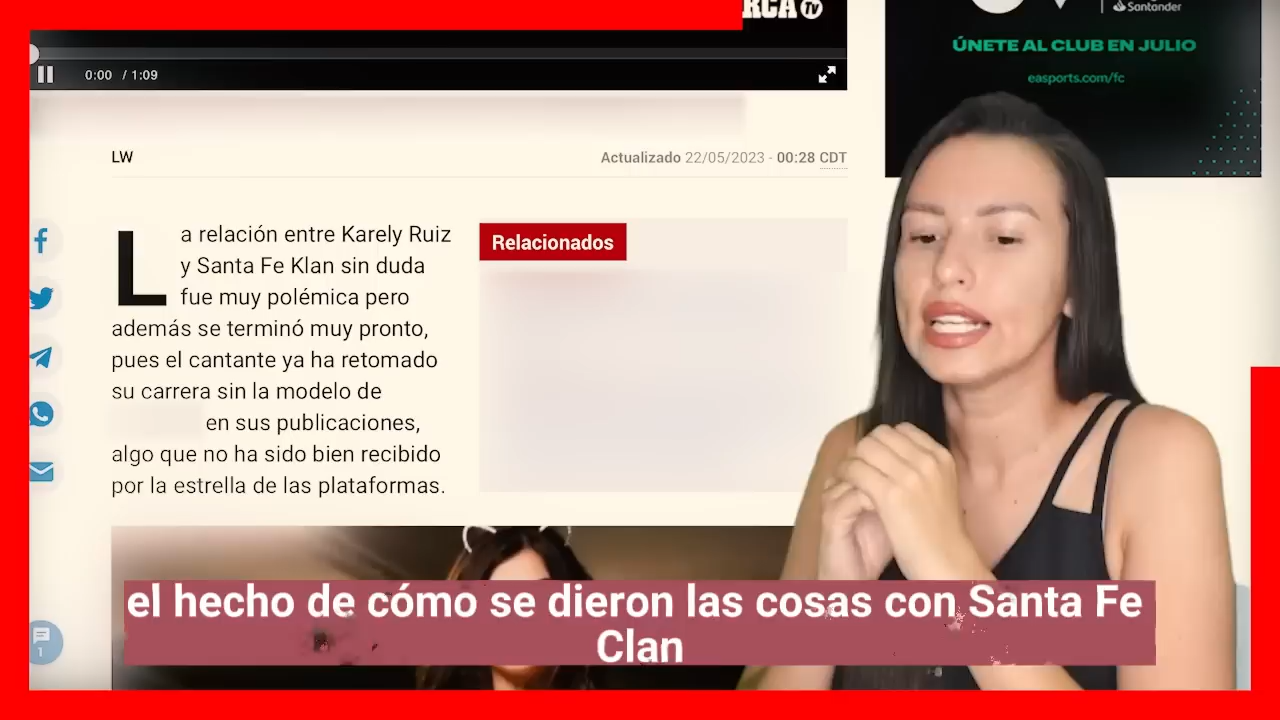 RCA TV
Santander
ÚNETE AL CLUB EN JULIO
easports.com/fc
0:00 / 1:09
LW
Actualizado 22/05/2023 - 00:28 CDT
La relación entre Karely Ruiz
y Santa Fe Klan sin duda
fue muy polémica pero
además se terminó muy pronto,
pues el cantante ya ha retomado
su carrera sin la modelo de
en sus publicaciones,
algo que no ha sido bien recibido
por la estrella de las plataformas.
Relacionados
el hecho de cómo se dieron las cosas con Santa Fe
Clan
1